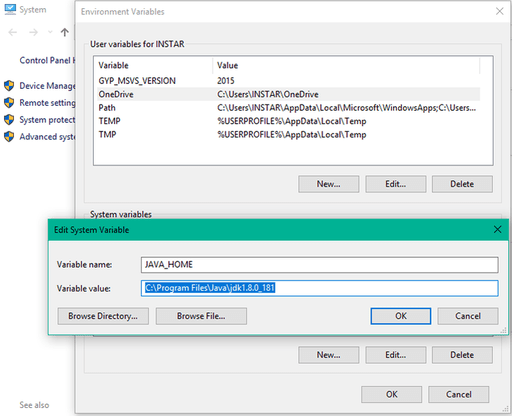 System
Environment Variables
Control Panel H
Device Manage
Remote setting
System protect
Advanced syste
See also
User variables for INSTAR
Variable Value
GYP_MSVS_VERSION 2015
OneDrive C:\Users\INSTAR\OneDrive
Path C:\Users\INSTAR\AppData\Local\Microsoft\WindowsApps;C:\Users...
TEMP %USERPROFILE%\AppData\Local\Temp
TMP %USERPROFILE%\AppData\Local\Temp
New... Edit... Delete
System variables
Edit System Variable
Variable name: JAVA_HOME
Variable value: C:\Program Files\Java\jdk1.8.0_181
Browse Directory... Browse File... OK Cancel
New... Edit... Delete
OK Cancel